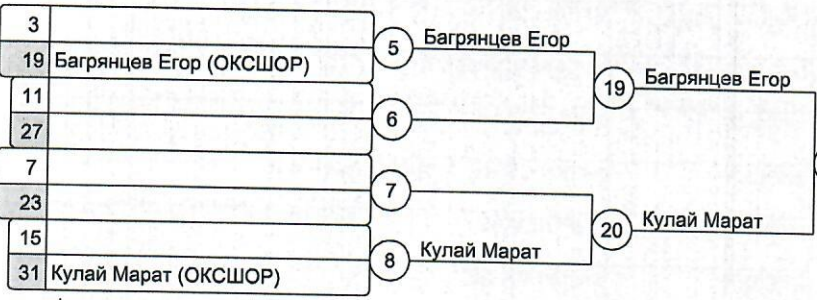 3
19 Багрянцев Егор (ОКСШОР)
11
27
7
23
15
31 Кулай Марат (ОКСШОР)
5 Багрянцев Егор
6
7
8 Кулай Марат
19 Багрянцев Егор
20 Кулай Марат